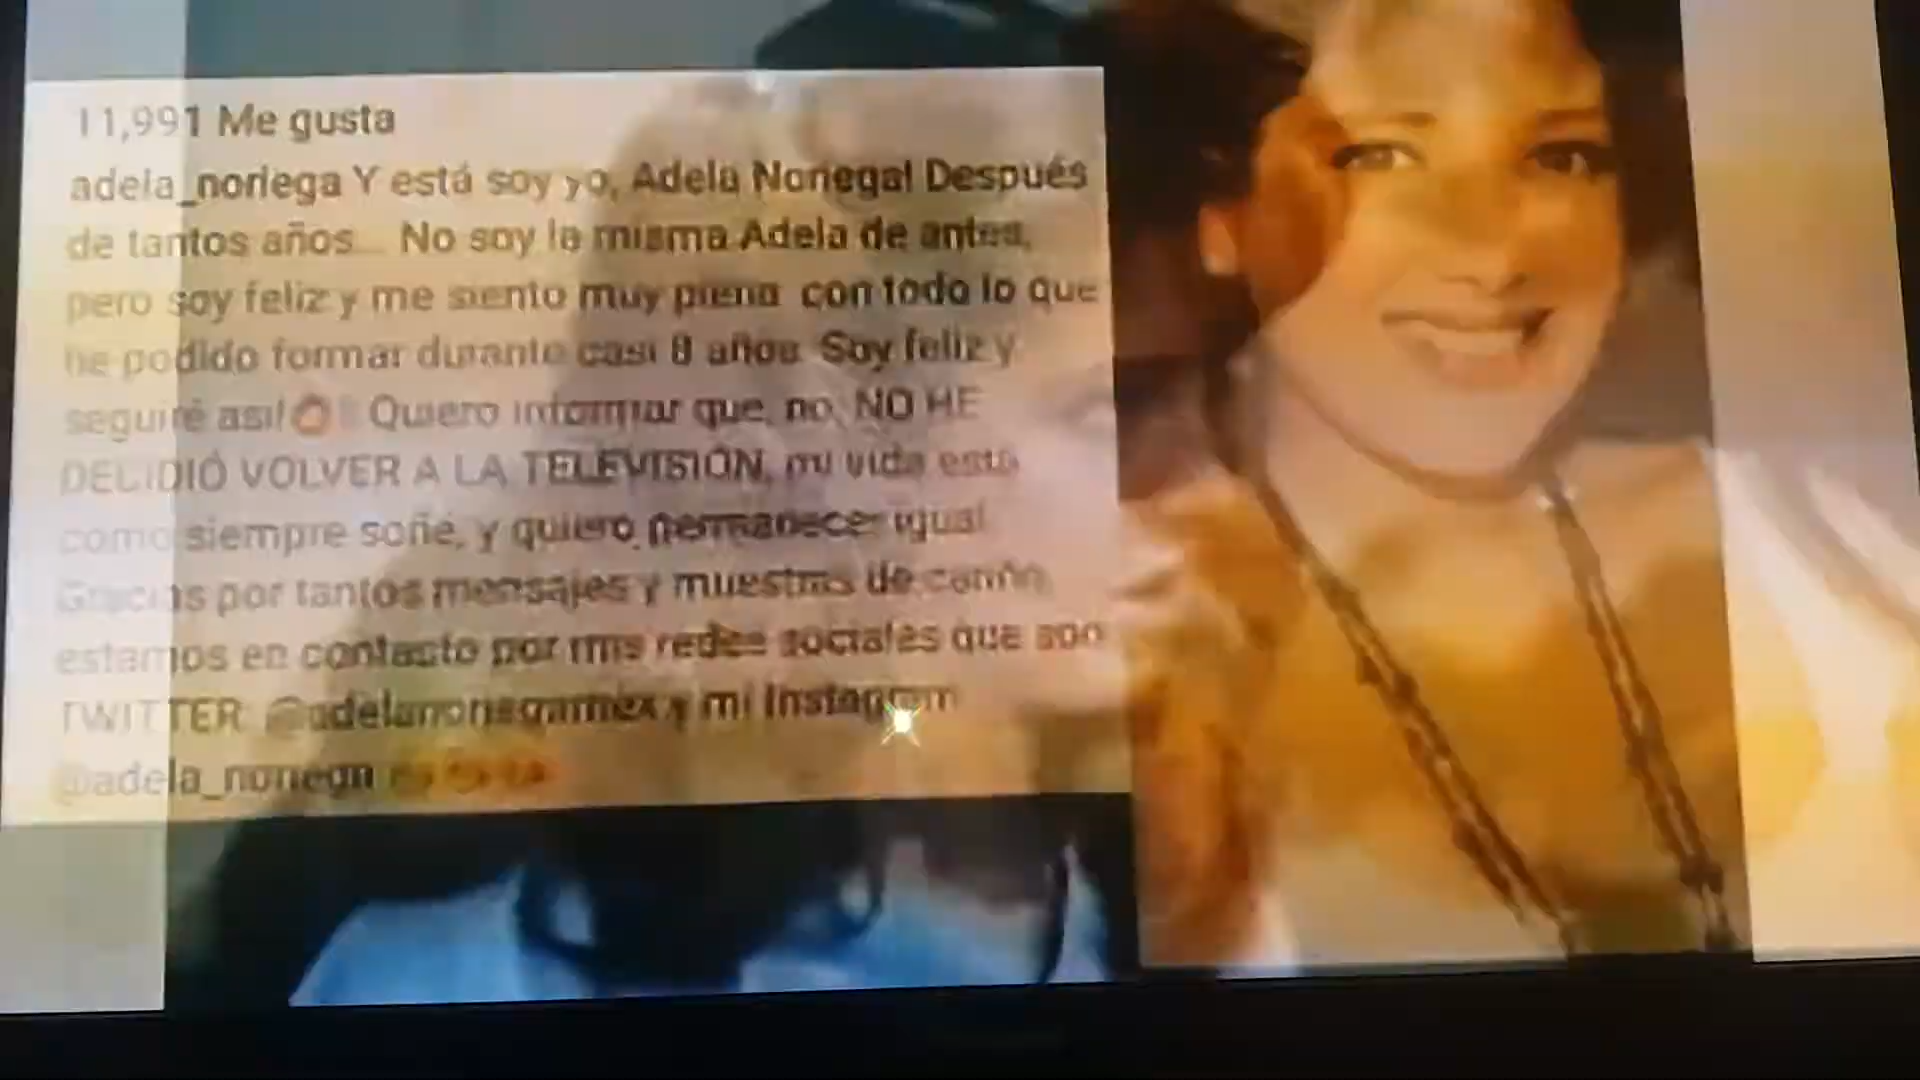 11,991 Me gusta
adela_noriega Y está soy yo, Adela Noriega! Después
de tantos años... No soy la misma Adela de antes,
pero soy feliz y me siento muy plena con todo lo que
he podido formar durante casi 8 años. Soy feliz y
seguiré así! Quiero informar que, no, NO HE
DECIDIÓ VOLVER A LA TELEVISIÓN, mi vida está
como siempre soñé, y quiero permanecer igual.
Gracias por tantos mensajes y muestras de cariño,
estamos en contacto por mis redes sociales que son
TWITTER: @adelanoriegamex y mi Instagram
@adela_noriega